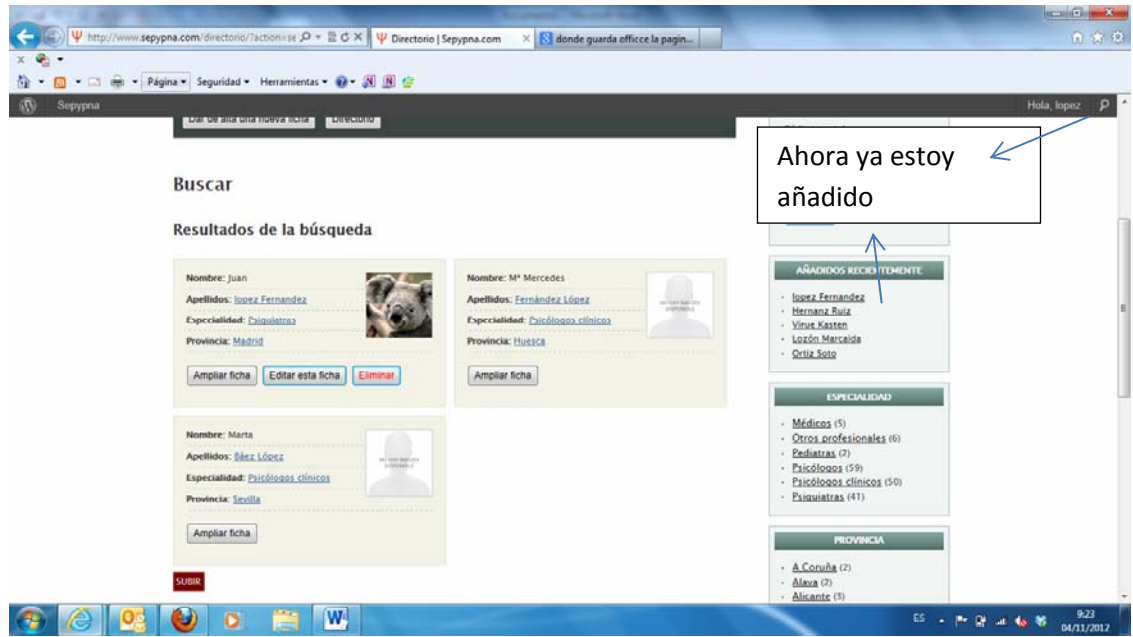 http://www.sepypna.com/directorio/?action=se
Directorio | Sepypna.com
donde guarda officce la pagin...
Página
Seguridad
Herramientas
Sepypna
Hola, lopez
Dar de alta una nueva ficha
Directorio
Ahora ya estoy
añadido
Buscar
Resultados de la búsqueda
Nombre: Juan
Apellidos: lopez Fernandez
Especialidad: Psiquiatras
Provincia: Madrid
Ampliar ficha
Editar esta ficha
Eliminar
Nombre: Mª Mercedes
Apellidos: Fernández López
Especialidad: Psicólogos clínicos
Provincia: Huesca
Ampliar ficha
Nombre: Marta
Apellidos: Báez López
Especialidad: Psicólogos clínicos
Provincia: Sevilla
Ampliar ficha
SUBIR
AÑADIDOS RECIENTEMENTE
lopez Fernandez
Hernanz Ruiz
Virue Kasten
Lozón Marcaida
Ortiz Soto
ESPECIALIDAD
Médicos (5)
Otros profesionales (6)
Pediatras (2)
Psicólogos (59)
Psicólogos clínicos (50)
Psiquiatras (41)
PROVINCIA
A Coruña (2)
Alava (2)
Alicante (3)
ES
9:23
04/11/2012